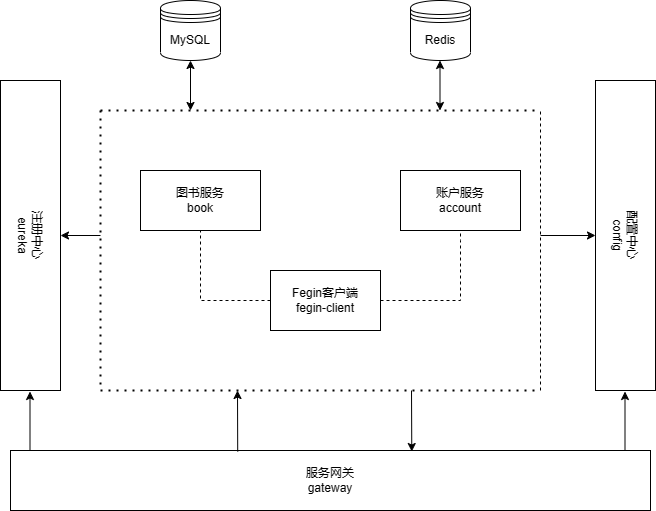 MySQL
Redis
图书服务
book
账户服务
account
注册中心
eureka
配置中心
config
Fegin客户端
fegin-client
服务网关
gateway